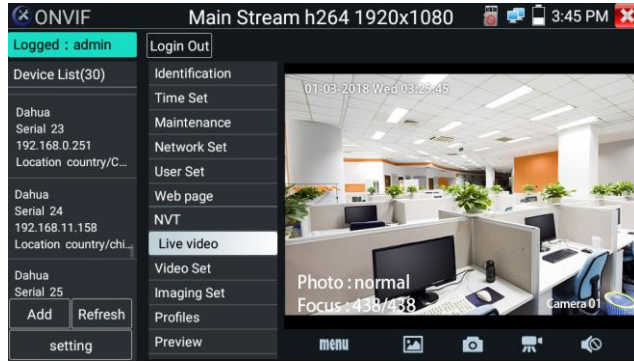 ONVIF
Main Stream h264 1920x1080
3:45 PM
Logged : admin
Login Out
Device List(30)
Dahua
Serial 23
192.168.0.251
Location country/C...
Dahua
Serial 24
192.168.11.158
Location country/chi...
Dahua
Serial 25
Add
Refresh
setting
Identification
Time Set
Maintenance
Network Set
User Set
Web page
NVT
Live video
Video Set
Imaging Set
Profiles
Preview
01-03-2018 Wed 03:25:45
Photo : normal
Focus : 438/438
Camera 01
menu